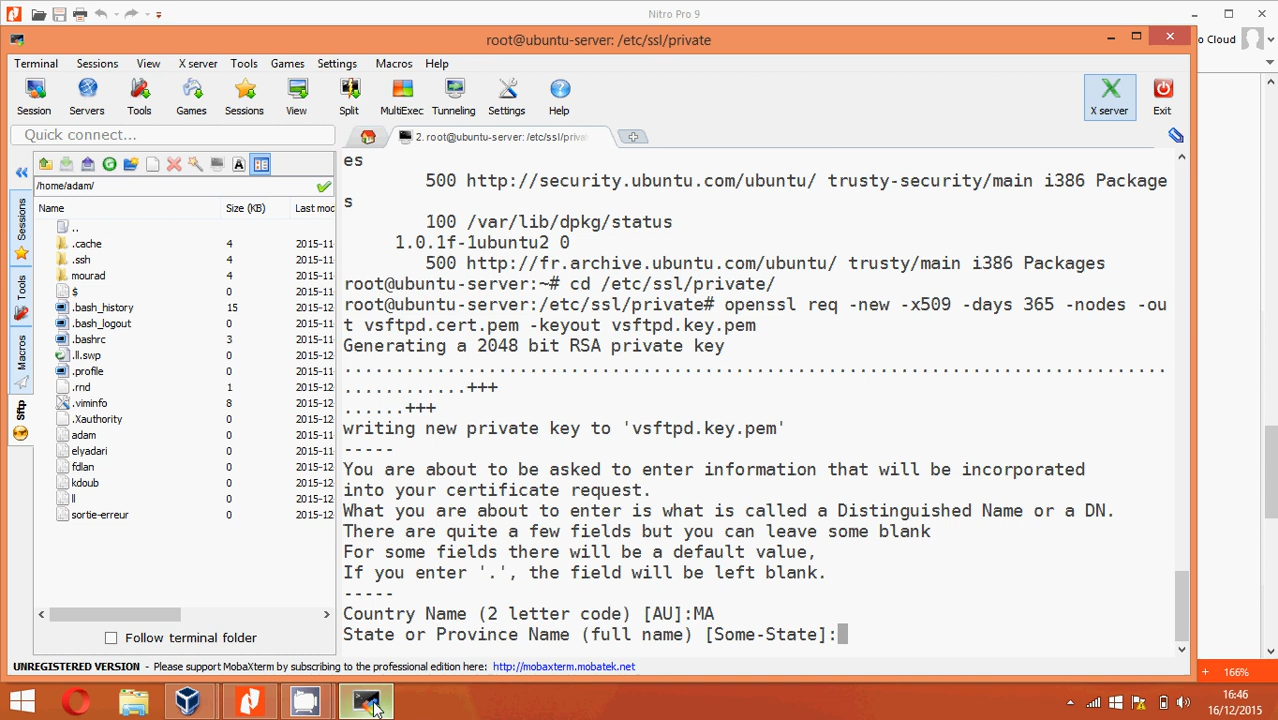 Nitro Pro 9
root@ubuntu-server: /etc/ssl/private
o Cloud
Terminal Sessions View X server Tools Games Settings Macros Help
Session Servers Tools Games Sessions View Split MultiExec Tunneling Settings Help X server Exit
Quick connect...
2. root@ubuntu-server: /etc/ssl/priva
/home/adam/
Name Size (KB) Last mod
..
.cache 4 2015-11
.ssh 4 2015-11
mourad 4 2015-11
$ 0 2015-11
.bash_history 15 2015-12
.bash_logout 0 2015-11
.bashrc 3 2015-11
.ll.swp 0 2015-11
.profile 0 2015-11
.rnd 1 2015-12
.viminfo 8 2015-12
.Xauthority 0 2015-12
adam 0 2015-12
elyadari 0 2015-12
fdlan 0 2015-12
kdoub 0 2015-12
ll 0 2015-12
sortie-erreur 0 2015-12
Sessions
Tools
Macros
Sftp
Follow terminal folder
es
500 http://security.ubuntu.com/ubuntu/ trusty-security/main i386 Package
s
100 /var/lib/dpkg/status
1.0.1f-1ubuntu2 0
500 http://fr.archive.ubuntu.com/ubuntu/ trusty/main i386 Packages
root@ubuntu-server:~# cd /etc/ssl/private/
root@ubuntu-server:/etc/ssl/private# openssl req -new -x509 -days 365 -nodes -ou
t vsftpd.cert.pem -keyout vsftpd.key.pem
Generating a 2048 bit RSA private key
................................................................................
............+++
......+++
writing new private key to 'vsftpd.key.pem'
-----
You are about to be asked to enter information that will be incorporated
into your certificate request.
What you are about to enter is what is called a Distinguished Name or a DN.
There are quite a few fields but you can leave some blank
For some fields there will be a default value,
If you enter '.', the field will be left blank.
-----
Country Name (2 letter code) [AU]:MA
State or Province Name (full name) [Some-State]:
UNREGISTERED VERSION - Please support MobaXterm by subscribing to the professional edition here: http://mobaxterm.mobatek.net
166%
16:46
16/12/2015